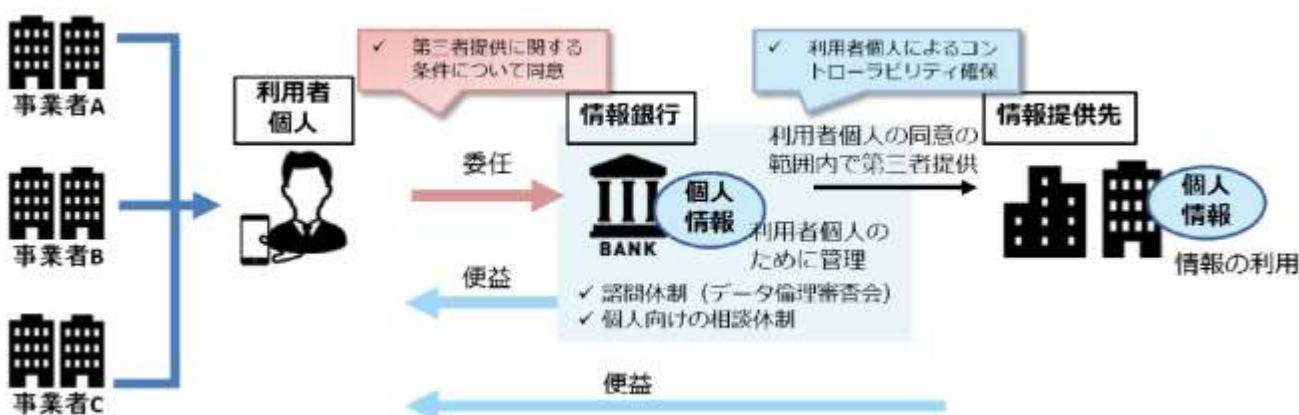 事業者A
事業者B
事業者C
✓ 第三者提供に関する
条件について同意
利用者
個人
委任
便益
✓ 利用者個人によるコン
トローラビリティ確保
情報銀行
BANK
個人
情報
利用者個人の
ために管理
✓ 諮問体制（データ倫理審査会）
✓ 個人向けの相談体制
利用者個人の同意の
範囲内で第三者提供
情報提供先
個人
情報
情報の利用
便益